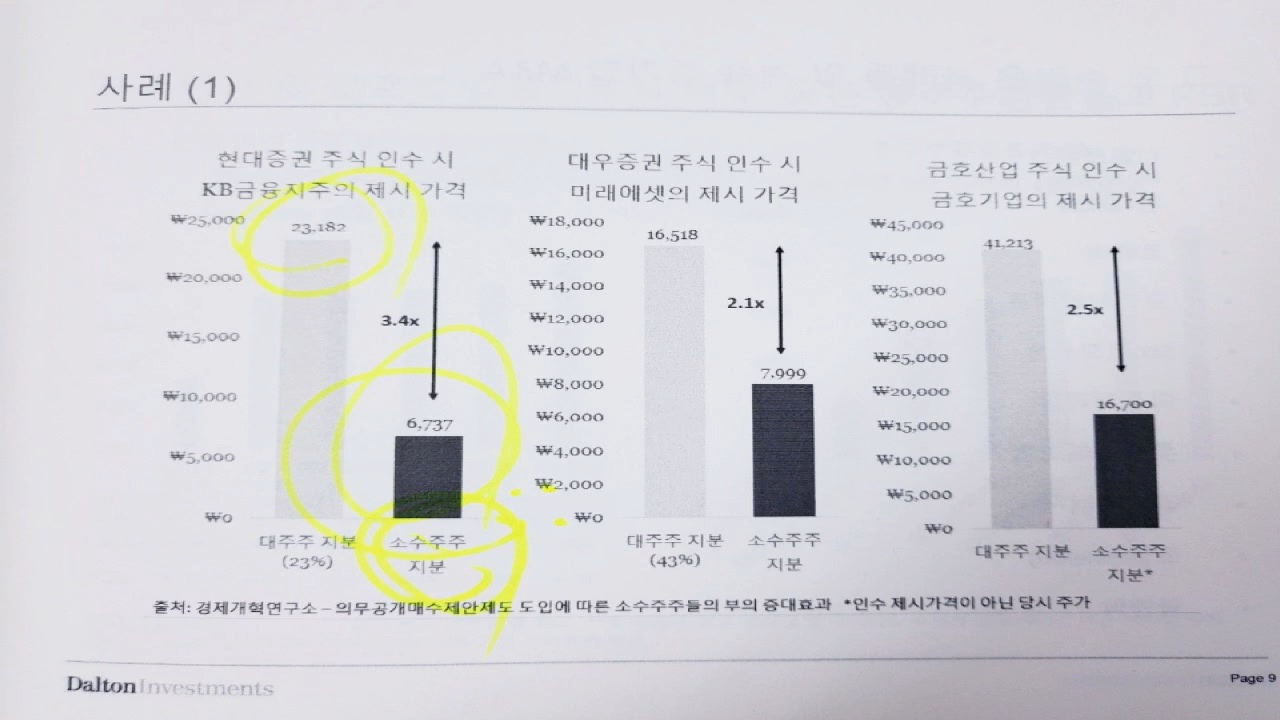 사례 (1)
현대증권 주식 인수 시
KB금융지주의 제시 가격
₩25,000
₩20,000
₩15,000
₩10,000
₩5,000
₩0
23,182
3.4x
6,737
대주주 지분
(23%)
소수주주
지분
대우증권 주식 인수 시
미래에셋의 제시 가격
₩18,000
₩16,000
₩14,000
₩12,000
₩10,000
₩8,000
₩6,000
₩4,000
₩2,000
₩0
16,518
2.1x
7.999
대주주 지분
(43%)
소수주주
지분
금호산업 주식 인수 시
금호기업의 제시 가격
₩45,000
₩40,000
₩35,000
₩30,000
₩25,000
₩20,000
₩15,000
₩10,000
₩5,000
₩0
41,213
2.5x
16,700
대주주 지분
소수주주
지분*
출처: 경제개혁연구소 – 의무공개매수제안제도 도입에 따른 소수주주들의 부의 증대효과 *인수 제시가격이 아닌 당시 주가
DaltonInvestments
Page 9